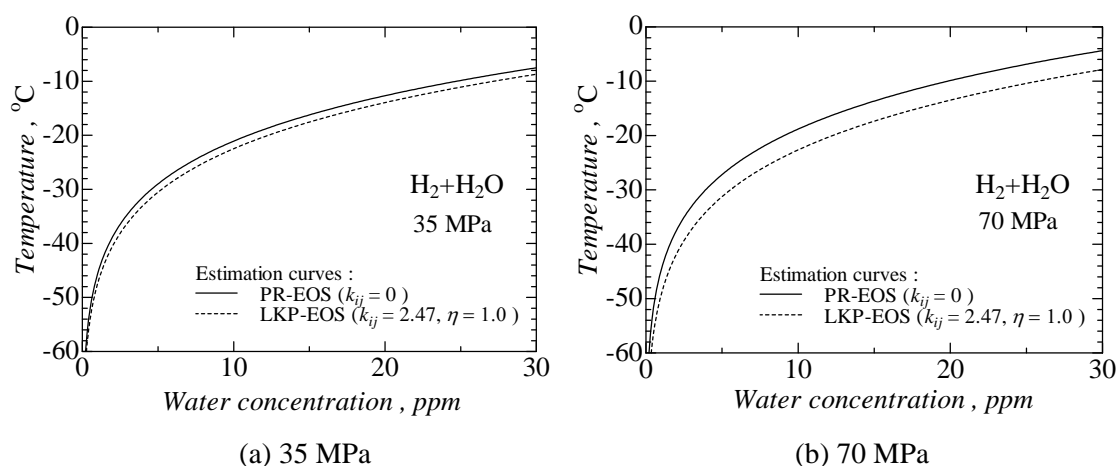 0
-10
-20
-30
-40
-50
-60
Temperature , °C
H2+H2O
35 MPa
Estimation curves :
PR-EOS ( kij = 0 )
LKP-EOS ( kij = 2.47, η = 1.0 )
0 10 20 30
Water concentration , ppm
(a) 35 MPa
0
-10
-20
-30
-40
-50
-60
Temperature , °C
H2+H2O
70 MPa
Estimation curves :
PR-EOS ( kij = 0 )
LKP-EOS ( kij = 2.47, η = 1.0 )
0 10 20 30
Water concentration , ppm
(b) 70 MPa